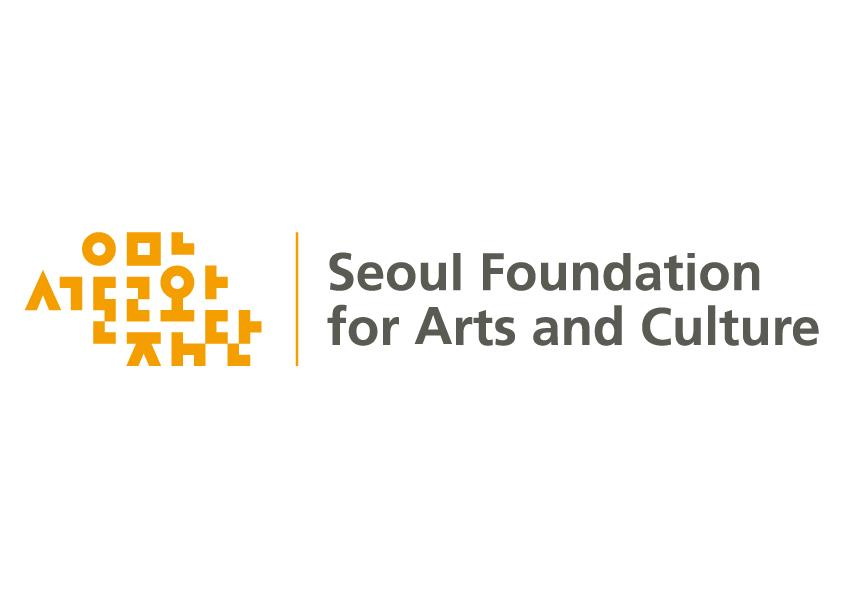 서울문화재단
Seoul Foundation
for Arts and Culture